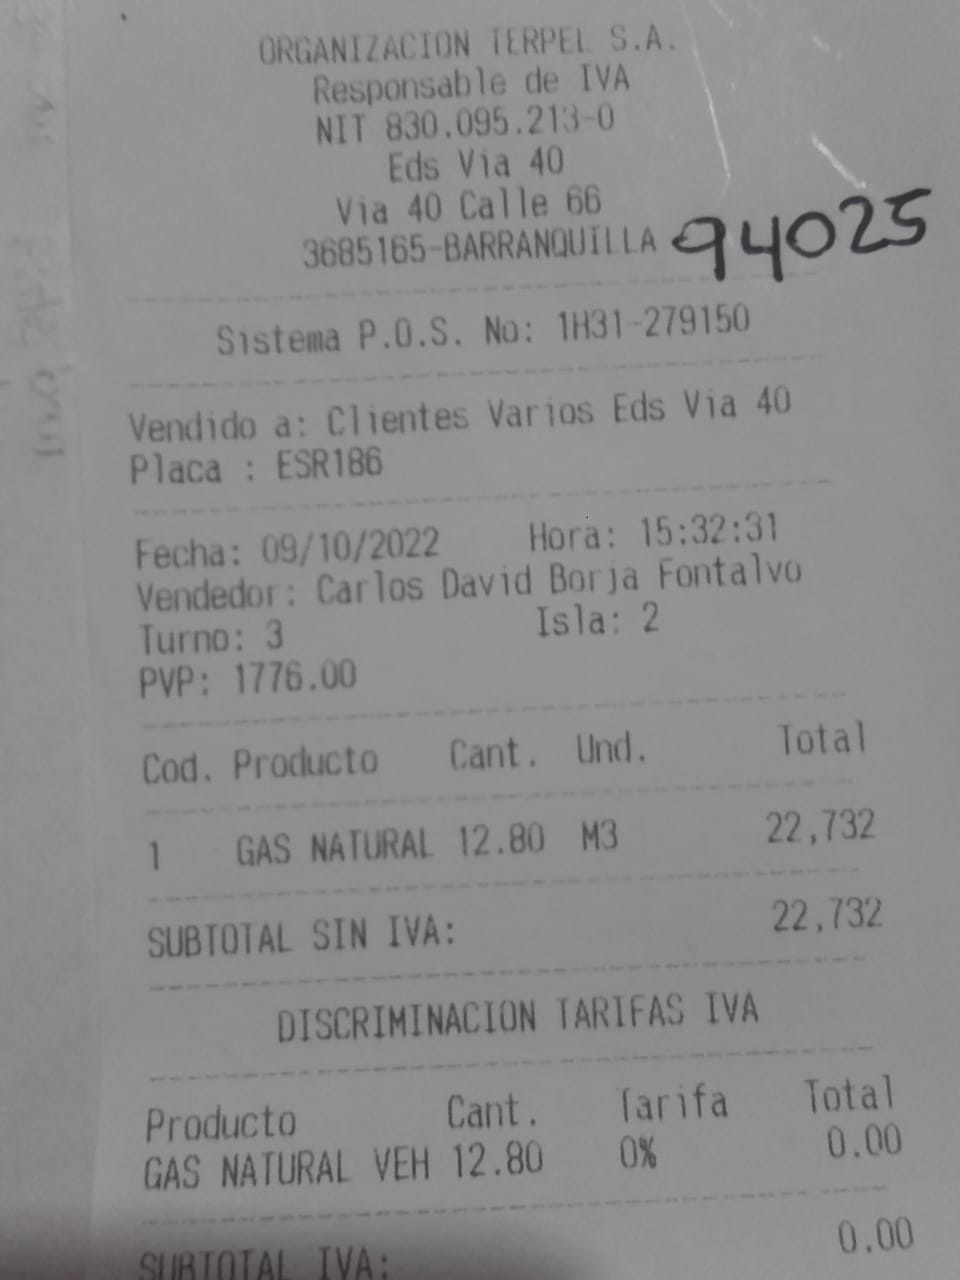 ORGANIZACION TERPEL S.A.
Responsable de IVA
NIT 830.095.213-0
Eds Via 40
Via 40 Calle 66
3685165-BARRANQUILLA 94025
Sistema P.O.S. No: 1H31-279150
Vendido a: Clientes Varios Eds Via 40
Placa : ESR186
Fecha: 09/10/2022 Hora: 15:32:31
Vendedor: Carlos David Borja Fontalvo
Turno: 3 Isla: 2
PVP: 1776.00
Cod. Producto Cant. Und. Total
1 GAS NATURAL 12.80 M3 22,732
SUBTOTAL SIN IVA: 22,732
DISCRIMINACION TARIFAS IVA
Producto Cant. Tarifa Total
GAS NATURAL VEH 12.80 0% 0.00
SUBTOTAL IVA: 0.00